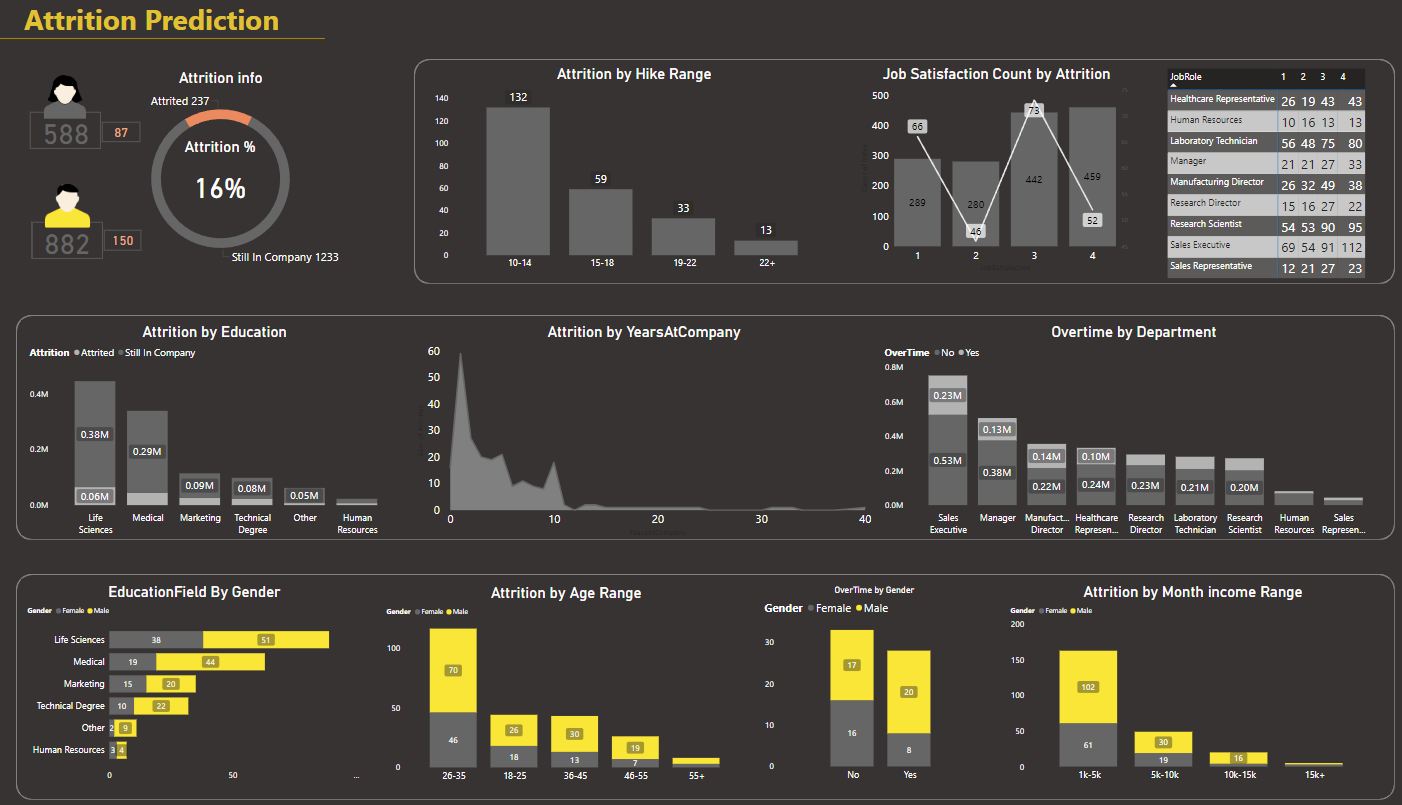 Attrition Prediction
Attrition info
Attrited 237
588
87
Attrition %
16%
882
150
Still In Company 1233
Attrition by Hike Range
140
120
100
80
60
40
20
0
132
59
33
13
10-14
15-18
19-22
22+
Job Satisfaction Count by Attrition
500
400
300
200
100
0
66
73
46
52
289
280
442
459
1
2
3
4
JobRole 1 2 3 4
Healthcare Representative 26 19 43 43
Human Resources 10 16 13 13
Laboratory Technician 56 48 75 80
Manager 21 21 27 33
Manufacturing Director 26 32 49 38
Research Director 15 16 27 22
Research Scientist 54 53 90 95
Sales Executive 69 54 91 112
Sales Representative 12 21 27 23
Attrition by Education
Attrition Attrited Still In Company
0.4M
0.2M
0.0M
0.38M
0.06M
0.29M
0.09M
0.08M
0.05M
Life
Sciences
Medical
Marketing
Technical
Degree
Other
Human
Resources
Attrition by YearsAtCompany
60
50
40
30
20
10
0
0
10
20
30
40
Overtime by Department
OverTime No Yes
0.8M
0.6M
0.4M
0.2M
0.0M
0.23M
0.53M
0.13M
0.38M
0.14M
0.22M
0.10M
0.24M
0.23M
0.21M
0.20M
Sales
Executive
Manager
Manufact...
Director
Healthcare
Represen...
Research
Director
Laboratory
Technician
Research
Scientist
Human
Resources
Sales
Represen...
EducationField By Gender
Gender Female Male
Life Sciences 38 51
Medical 19 44
Marketing 15 20
Technical Degree 10 22
Other 2 9
Human Resources 3 4
0
50
...
Attrition by Age Range
Gender Female Male
100
50
0
70
46
26
18
30
13
19
7
26-35
18-25
36-45
46-55
55+
OverTime by Gender
Gender Female Male
30
20
10
0
17
16
20
8
No
Yes
Attrition by Month income Range
Gender Female Male
200
150
100
50
0
102
61
30
19
16
1k-5k
5k-10k
10k-15k
15k+